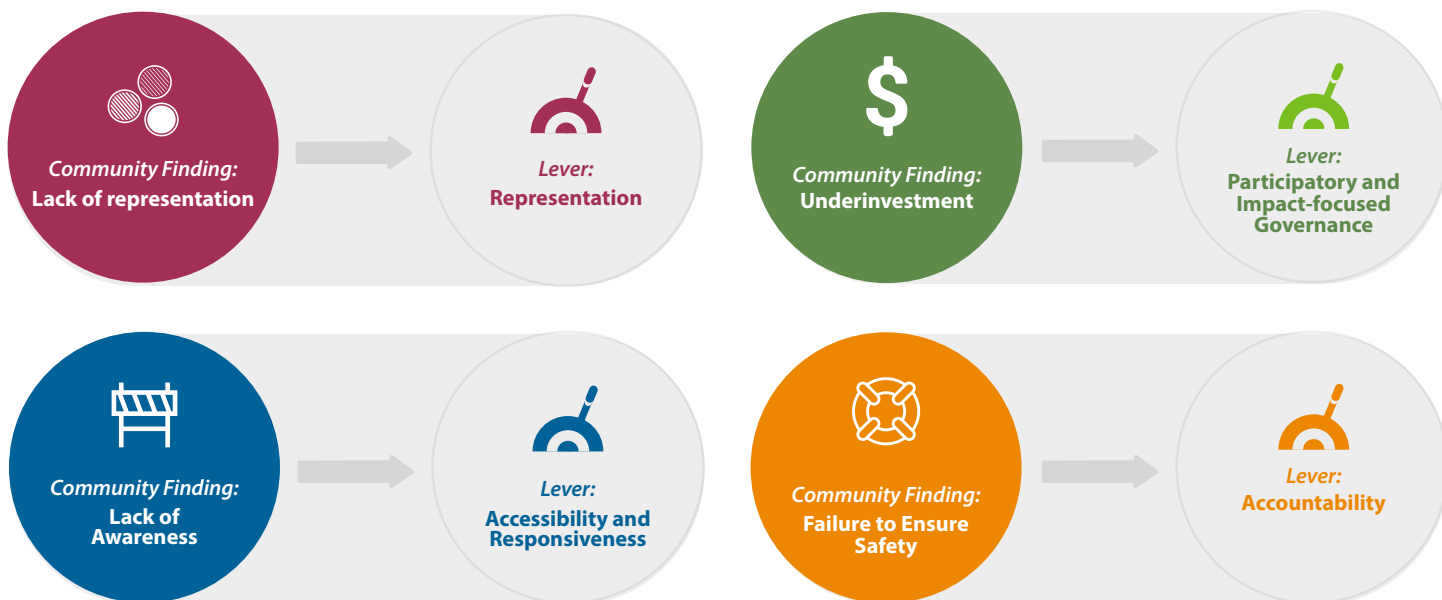 Community Finding:
Lack of representation
Lever:
Representation
$
Community Finding:
Underinvestment
Lever:
Participatory and
Impact-focused
Governance
Community Finding:
Lack of
Awareness
Lever:
Accessibility and
Responsiveness
Community Finding:
Failure to Ensure
Safety
Lever:
Accountability